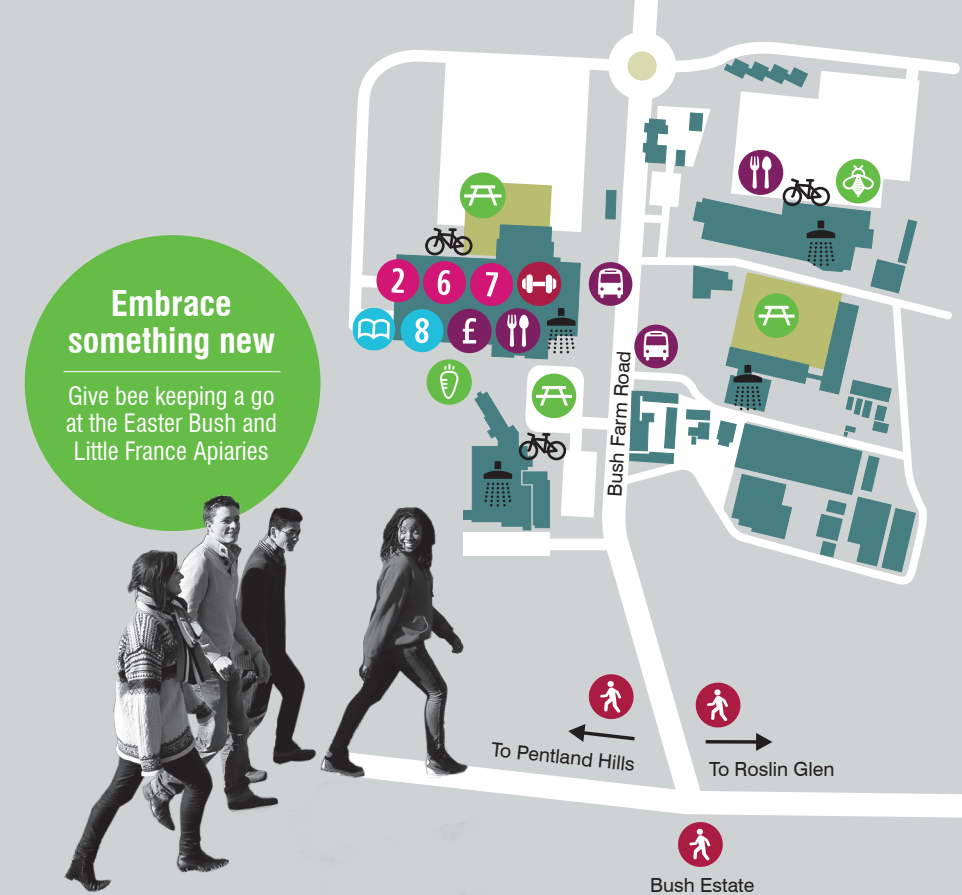 Embrace
something new
Give bee keeping a go
at the Easter Bush and
Little France Apiaries
2 6 7
8 £
Bush Farm Road
To Pentland Hills
To Roslin Glen
Bush Estate